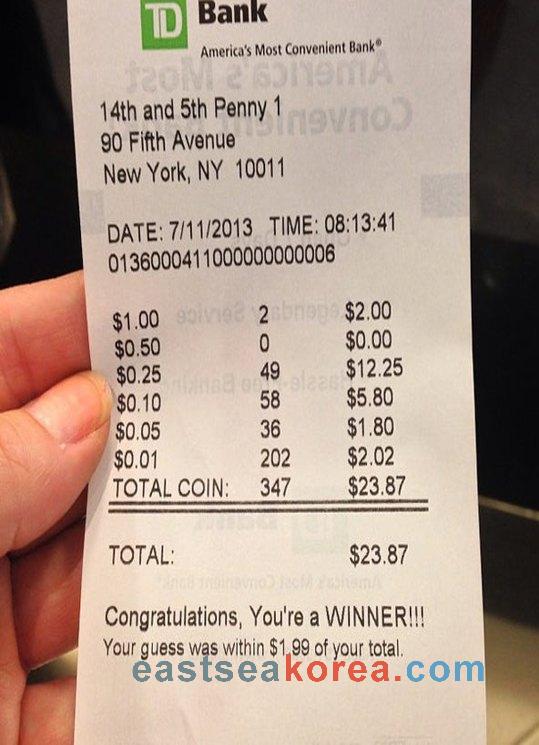 TD Bank
America's Most Convenient Bank®
14th and 5th Penny 1
90 Fifth Avenue
New York, NY 10011
DATE: 7/11/2013 TIME: 08:13:41
0136000411000000000006
$1.00 2 $2.00
$0.50 0 $0.00
$0.25 49 $12.25
$0.10 58 $5.80
$0.05 36 $1.80
$0.01 202 $2.02
TOTAL COIN: 347 $23.87
TOTAL: $23.87
Congratulations, You're a WINNER!!!
Your guess was within $1.99 of your total.
eastseakorea.com